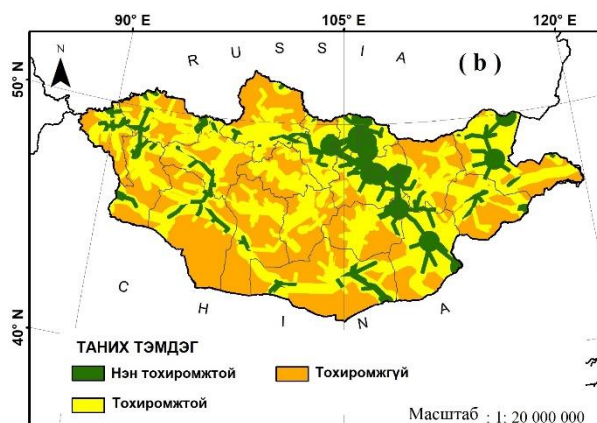 90° E
105° E
120° E
N
R U S S I A
( b )
50° N
40° N
C H I N A
ТАНИХ ТЭМДЭГ
Нэн тохиромжтой
Тохиромжгүй
Тохиромжтой
Масштаб : 1: 20 000 000